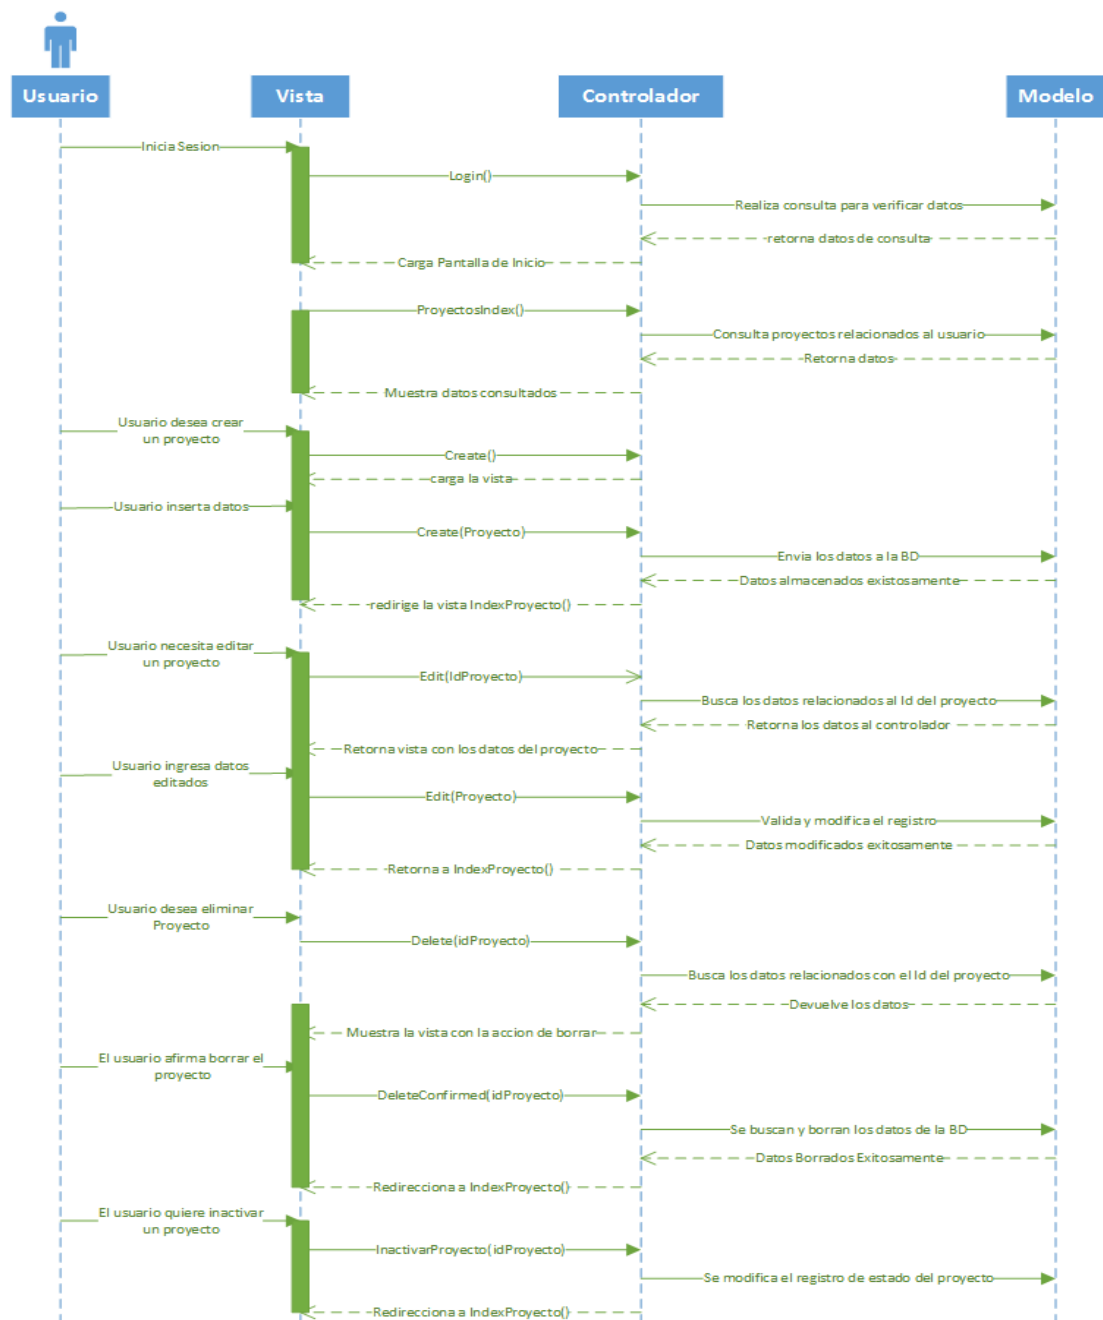 Usuario
Vista
Controlador
Modelo
Inicia Sesion
Login()
Realiza consulta para verificar datos
retorna datos de consulta
Carga Pantalla de Inicio
ProyectosIndex()
Consulta proyectos relacionados al usuario
Retorna datos
Muestra datos consultados
Usuario desea crear
un proyecto
Create()
carga la vista
Usuario inserta datos
Create(Proyecto)
Envia los datos a la BD
Datos almacenados existosamente
redirige la vista IndexProyecto()
Usuario necesita editar
un proyecto
Edit(IdProyecto)
Busca los datos relacionados al Id del proyecto
Retorna los datos al controlador
Retorna vista con los datos del proyecto
Usuario ingresa datos
editados
Edit(Proyecto)
Valida y modifica el registro
Datos modificados exitosamente
Retorna a IndexProyecto()
Usuario desea eliminar
Proyecto
Delete(idProyecto)
Busca los datos relacionados con el Id del proyecto
Devuelve los datos
Muestra la vista con la accion de borrar
El usuario afirma borrar el
proyecto
DeleteConfirmed(idProyecto)
Se buscan y borran los datos de la BD
Datos Borrados Exitosamente
Redirecciona a IndexProyecto()
El usuario quiere inactivar
un proyecto
InactivarProyecto(idProyecto)
Se modifica el registro de estado del proyecto
Redirecciona a IndexProyecto()